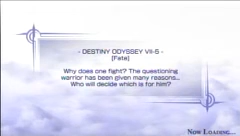 - DESTINY ODYSSEY VII-5 -
[Fate]
Why does one fight? The questioning
warrior has been given many reasons...
Who will decide which is for him?
Now Loading...